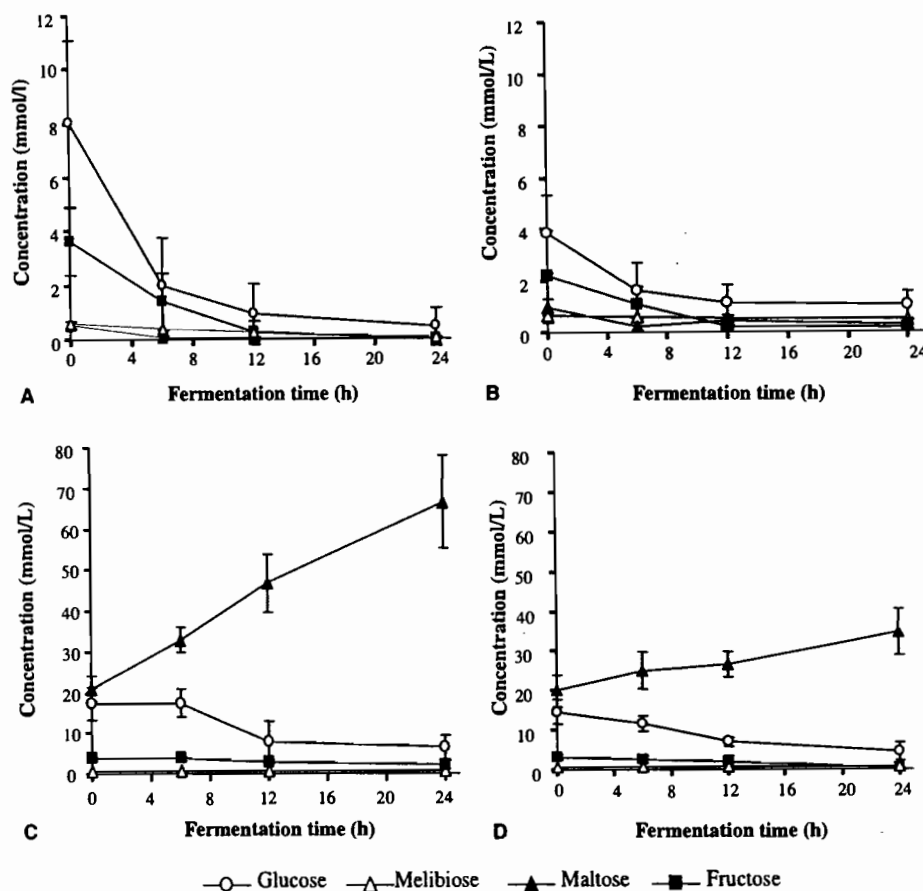 12
10
8
6
4
2
0
Concentration (mmol/l)
0 4 8 12 16 20 24
A Fermentation time (h)
12
10
8
6
4
2
0
Concentration (mmol/L)
0 4 8 12 16 20 24
B Fermentation time (h)
80
70
60
50
40
30
20
10
0
Concentration (mmol/L)
0 4 8 12 16 20 24
C Fermentation time (h)
80
70
60
50
40
30
20
10
0
Concentration (mmol/L)
0 4 8 12 16 20 24
D Fermentation time (h)
Glucose Melibiose Maltose Fructose